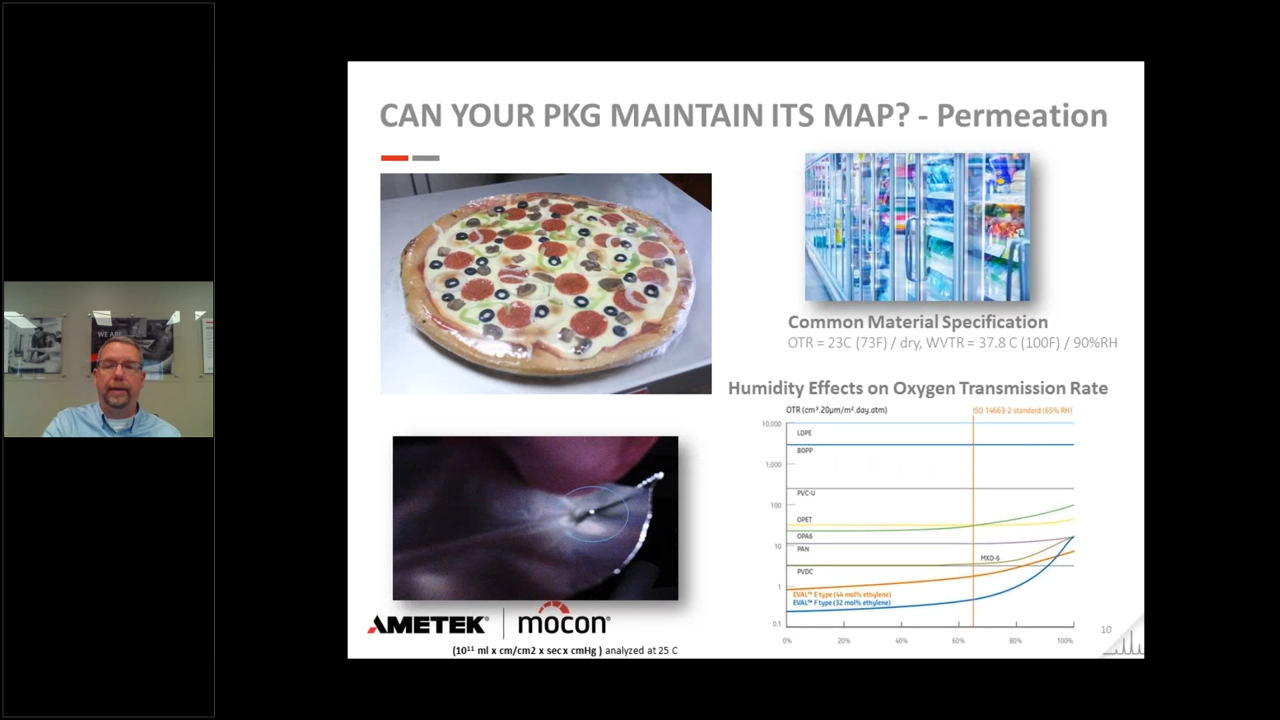 CAN YOUR PKG MAINTAIN ITS MAP? - Permeation
Common Material Specification
OTR = 23C (73F) / dry, WVTR = 37.8 C (100F) / 90%RH
Humidity Effects on Oxygen Transmission Rate
OTR (cm³.20µm/m².day.atm)
ISO 14663-2 standard (65% RH)
10,000
LDPE
BOPP
1,000
PVC-U
100
OPET
OPA6
10
PAN
MXD-6
PVDC
1
EVAL™ E type (44 mol% ethylene)
EVAL™ F type (32 mol% ethylene)
0.1
0% 20% 40% 60% 80% 100%
WE ARE
AMETEK® mocon®
(10¹¹ ml x cm/cm2 x sec x cmHg ) analyzed at 25 C
10